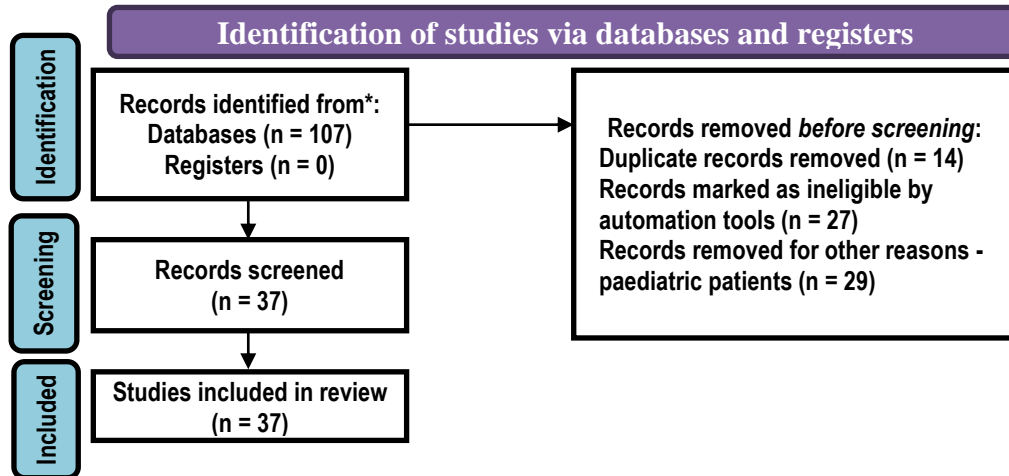 Identification of studies via databases and registers
Identification
Records identified from*:
Databases (n = 107)
Registers (n = 0)
Records removed before screening:
Duplicate records removed (n = 14)
Records marked as ineligible by
automation tools (n = 27)
Records removed for other reasons -
paediatric patients (n = 29)
Screening
Records screened
(n = 37)
Included
Studies included in review
(n = 37)